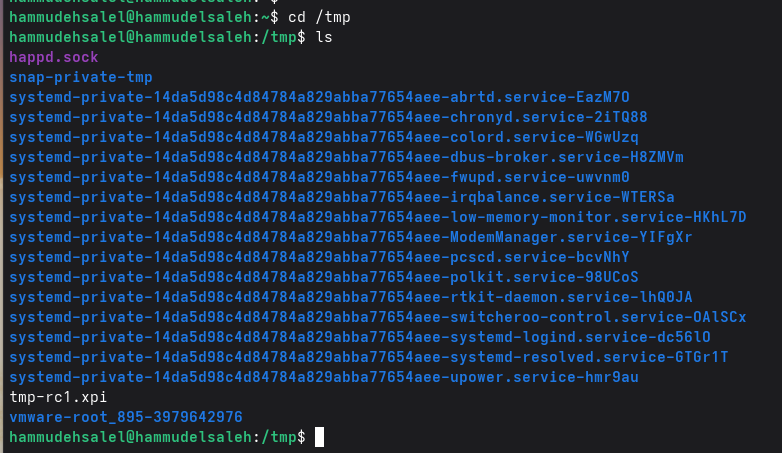 hammudehsalel@hammudelsaleh:~$ cd /tmp
hammudehsalel@hammudelsaleh:/tmp$ ls
happd.sock
snap-private-tmp
systemd-private-14da5d98c4d84784a829abba77654aee-abrtd.service-EazM7O
systemd-private-14da5d98c4d84784a829abba77654aee-chronyd.service-2iTQ88
systemd-private-14da5d98c4d84784a829abba77654aee-colord.service-WGwUzq
systemd-private-14da5d98c4d84784a829abba77654aee-dbus-broker.service-H8ZMVm
systemd-private-14da5d98c4d84784a829abba77654aee-fwupd.service-uwvnm0
systemd-private-14da5d98c4d84784a829abba77654aee-irqbalance.service-WTERSa
systemd-private-14da5d98c4d84784a829abba77654aee-low-memory-monitor.service-HKhL7D
systemd-private-14da5d98c4d84784a829abba77654aee-ModemManager.service-YIFgXr
systemd-private-14da5d98c4d84784a829abba77654aee-pcscd.service-bcvNhY
systemd-private-14da5d98c4d84784a829abba77654aee-polkit.service-98UCoS
systemd-private-14da5d98c4d84784a829abba77654aee-rtkit-daemon.service-lhQ0JA
systemd-private-14da5d98c4d84784a829abba77654aee-switcheroo-control.service-OAlSCx
systemd-private-14da5d98c4d84784a829abba77654aee-systemd-logind.service-dc56lO
systemd-private-14da5d98c4d84784a829abba77654aee-systemd-resolved.service-GTGr1T
systemd-private-14da5d98c4d84784a829abba77654aee-upower.service-hmr9au
tmp-rc1.xpi
vmware-root_895-3979642976
hammudehsalel@hammudelsaleh:/tmp$